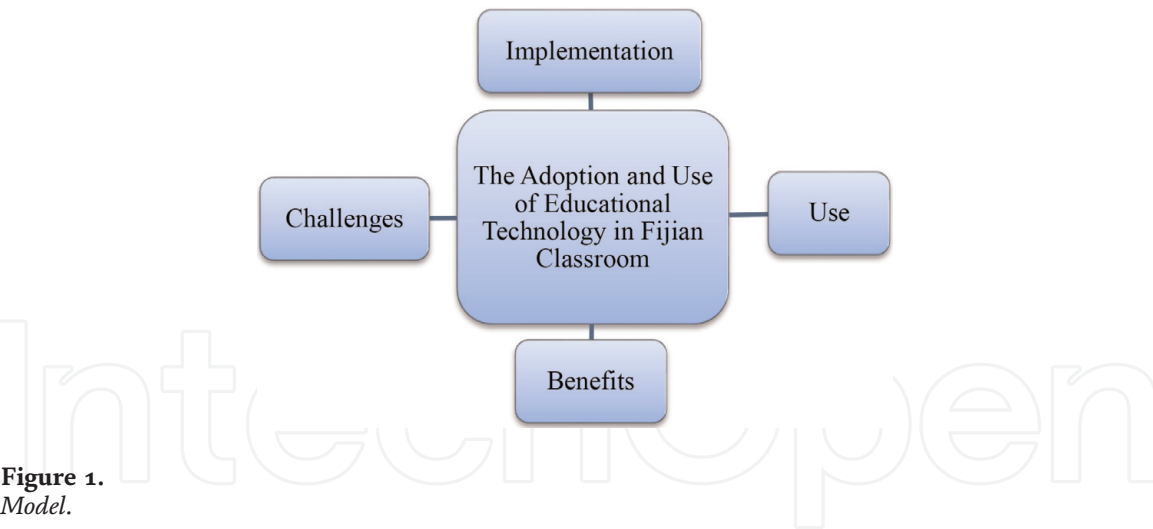 Implementation
The Adoption and Use
of Educational
Technology in Fijian
Classroom
Challenges
Use
Benefits
IntechOpen
Figure 1.
Model.